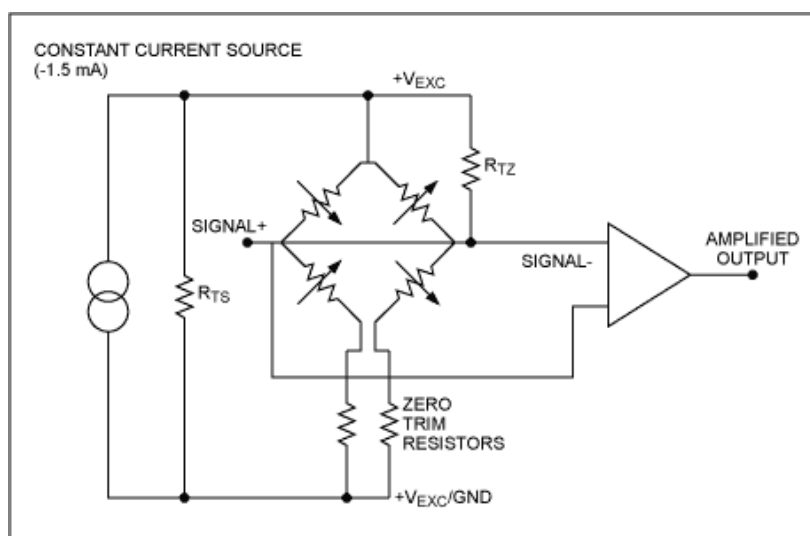 CONSTANT CURRENT SOURCE
(-1.5 mA)
+VEXC
RTZ
SIGNAL+
SIGNAL-
AMPLIFIED
OUTPUT
RTS
ZERO
TRIM
RESISTORS
+VEXC/GND